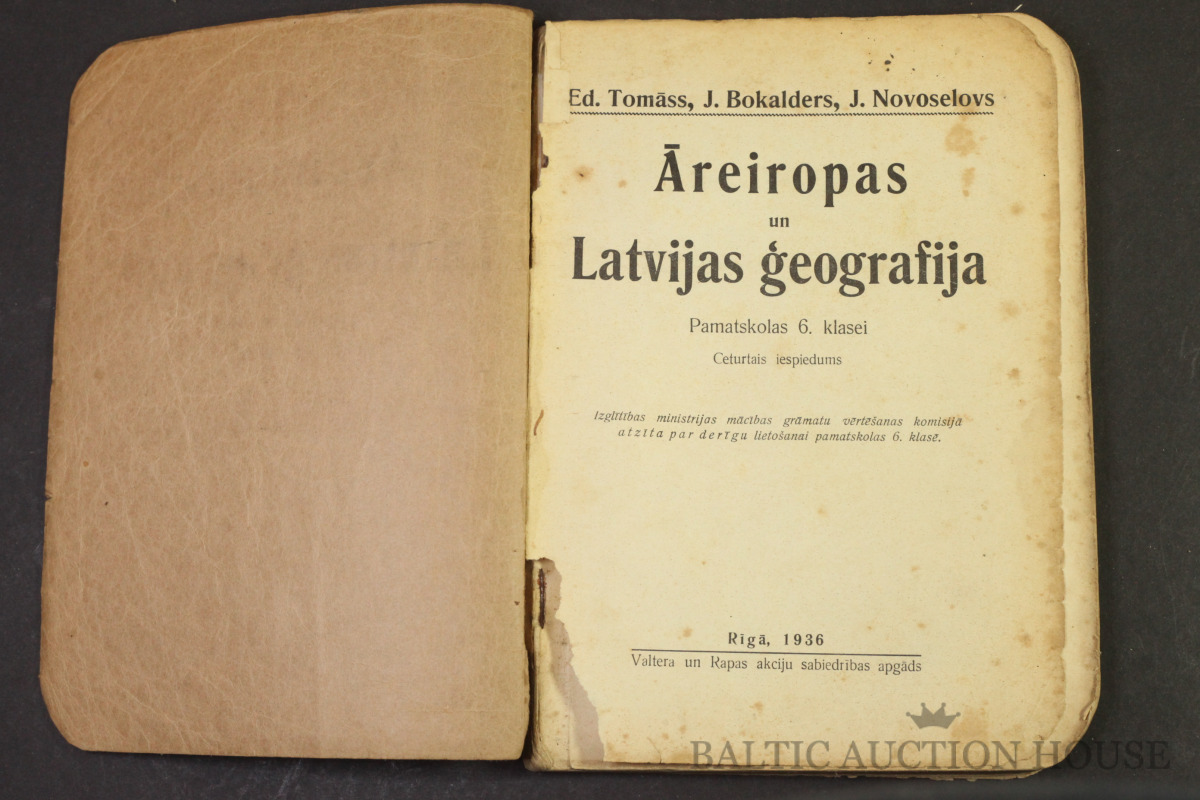 Ed. Tomāss, J. Bokalders, J. Novoselovs
Āreiropas
un
Latvijas ģeografija
Pamatskolas 6. klasei
Ceturtais iespiedums
Izglītības ministrijas mācības grāmatu vērtēšanas komisijā
atzīta par derīgu lietošanai pamatskolas 6. klasē.
Rīgā, 1936
Valtera un Rapas akciju sabiedrības apgāds
BALTIC AUCTION HOUSE